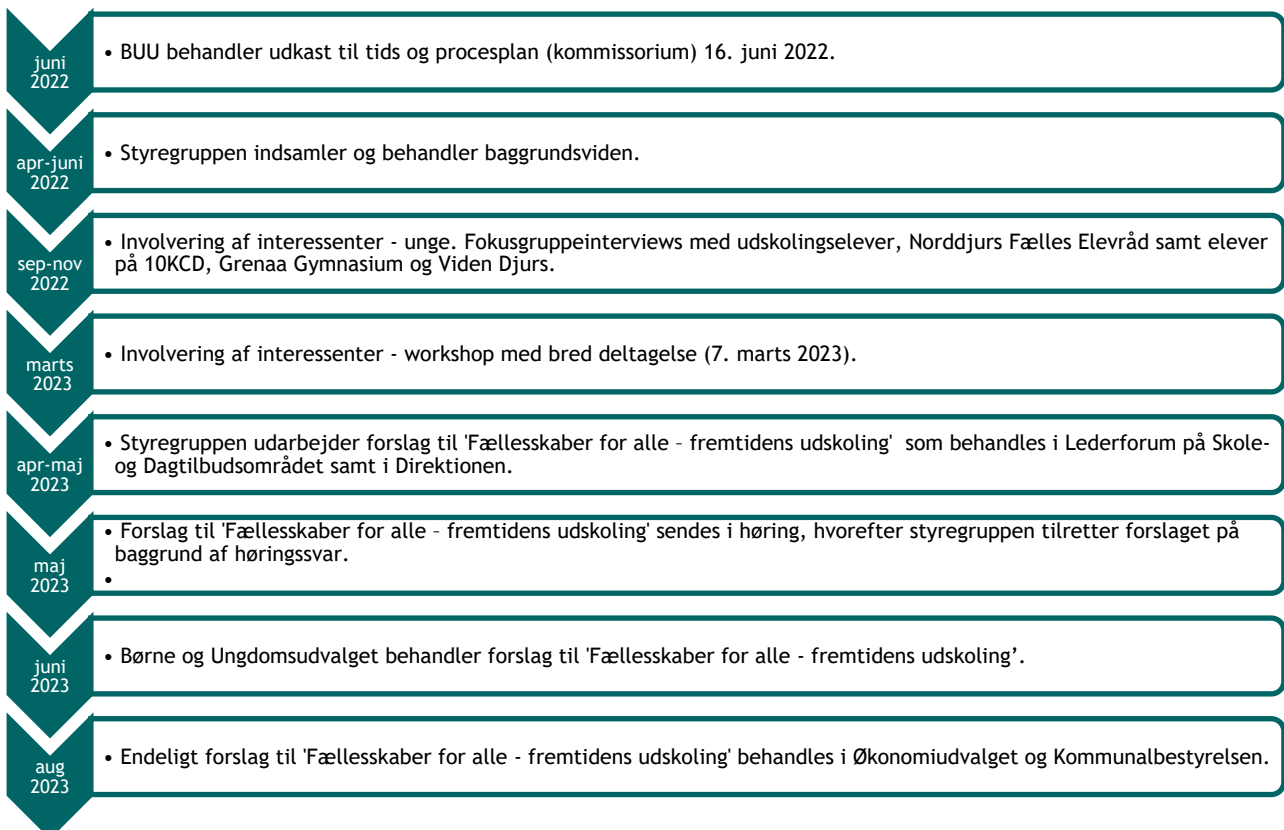 juni
2022
• BUU behandler udkast til tids og procesplan (kommissorium) 16. juni 2022.
apr-juni
2022
• Styregruppen indsamler og behandler baggrundsviden.
sep-nov
2022
• Involvering af interessenter - unge. Fokusgruppeinterviews med udskolingselever, Norddjurs Fælles Elevråd samt elever
på 10KCD, Grenaa Gymnasium og Viden Djurs.
marts
2023
• Involvering af interessenter - workshop med bred deltagelse (7. marts 2023).
apr-maj
2023
• Styregruppen udarbejder forslag til 'Fællesskaber for alle – fremtidens udskoling' som behandles i Lederforum på Skole-
og Dagtilbudsområdet samt i Direktionen.
maj
2023
• Forslag til 'Fællesskaber for alle – fremtidens udskoling' sendes i høring, hvorefter styregruppen tilretter forslaget på
baggrund af høringssvar.
•
juni
2023
• Børne og Ungdomsudvalget behandler forslag til 'Fællesskaber for alle - fremtidens udskoling’.
aug
2023
• Endeligt forslag til 'Fællesskaber for alle - fremtidens udskoling' behandles i Økonomiudvalget og Kommunalbestyrelsen.